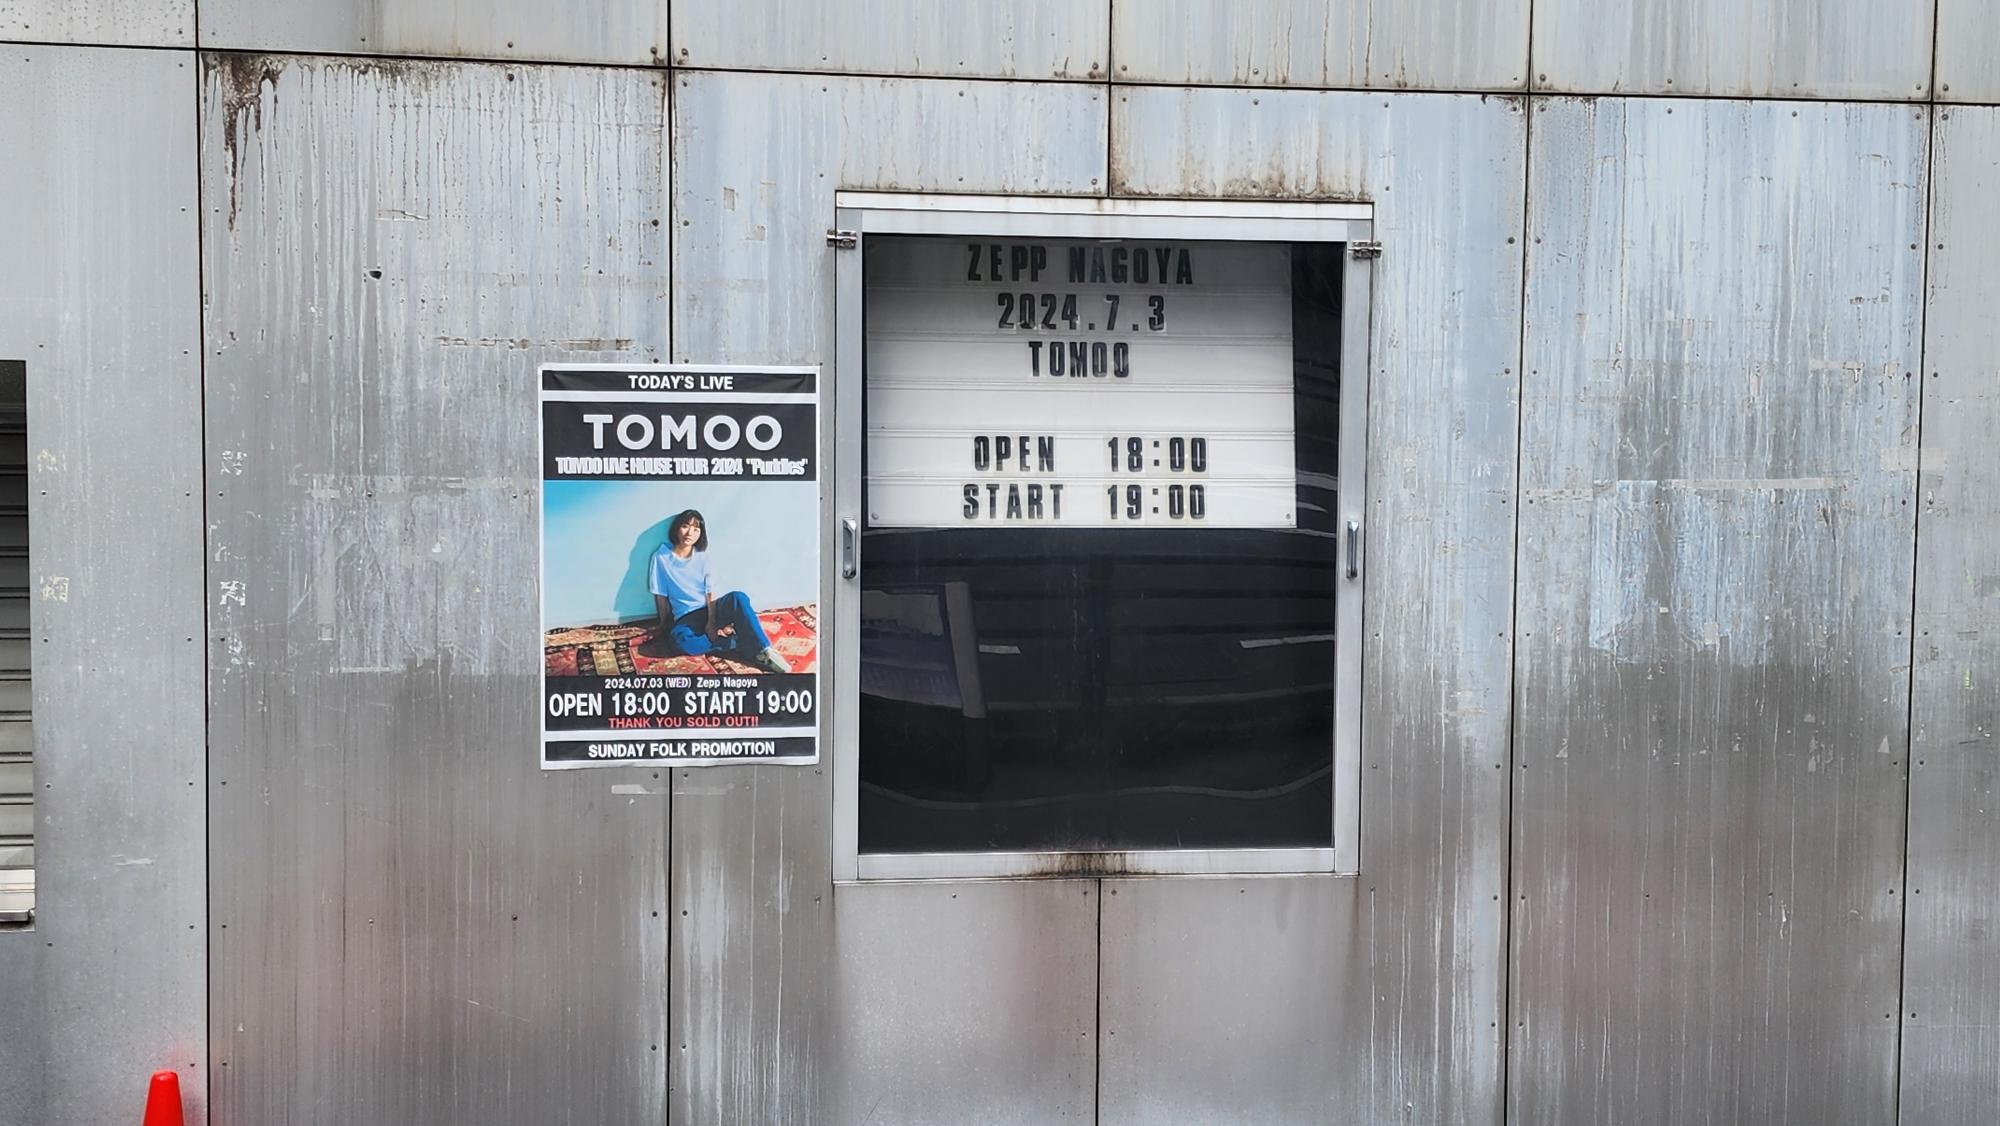 ZEPP NAGOYA
2024.7.3
TOMOO
OPEN 18:00
START 19:00
TODAY'S LIVE
TOMOO
TOMOO LIVE HOUSE TOUR 2024 "Puddles"
2024.07.03 (WED) Zepp Nagoya
OPEN 18:00 START 19:00
THANK YOU SOLD OUT!!
SUNDAY FOLK PROMOTION